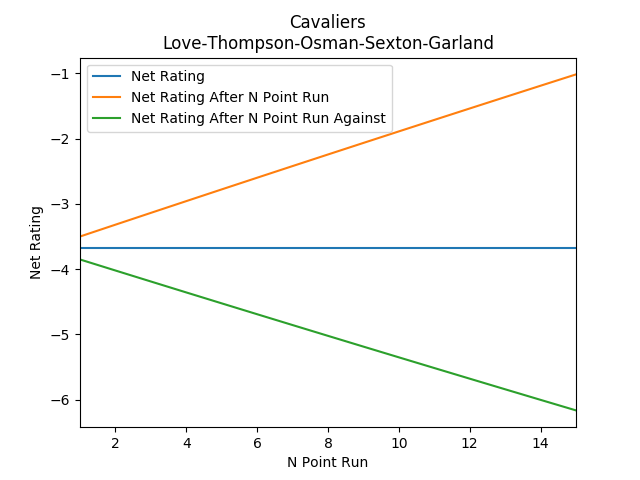 Cavaliers
Love-Thompson-Osman-Sexton-Garland
Net Rating
Net Rating After N Point Run
Net Rating After N Point Run Against
−1
−2
−3
−4
−5
−6
Net Rating
2 4 6 8 10 12 14
N Point Run